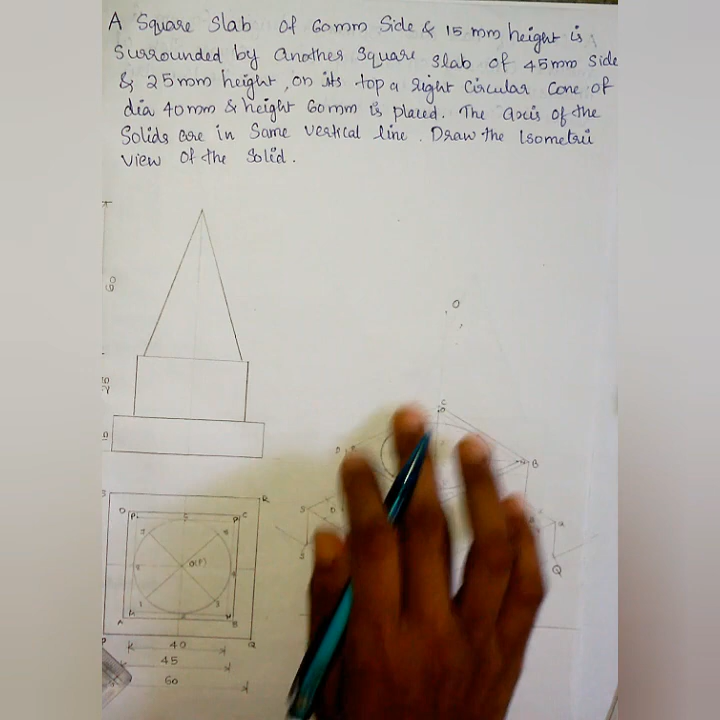 A Square Slab Of 60mm Side & 15 mm height is
Surrounded by another Square slab of 45mm Side
& 25mm height, on its top a right Circular Cone of
dia 40mm & height 60mm is placed. The axis of the
Solids are in Same vertical line. Draw the Isometric
view Of the Solid.
60
O
C
D
B
S
D
Q
S
Q
R
D
P
C
O(P)
A
B
Q
40
45
60